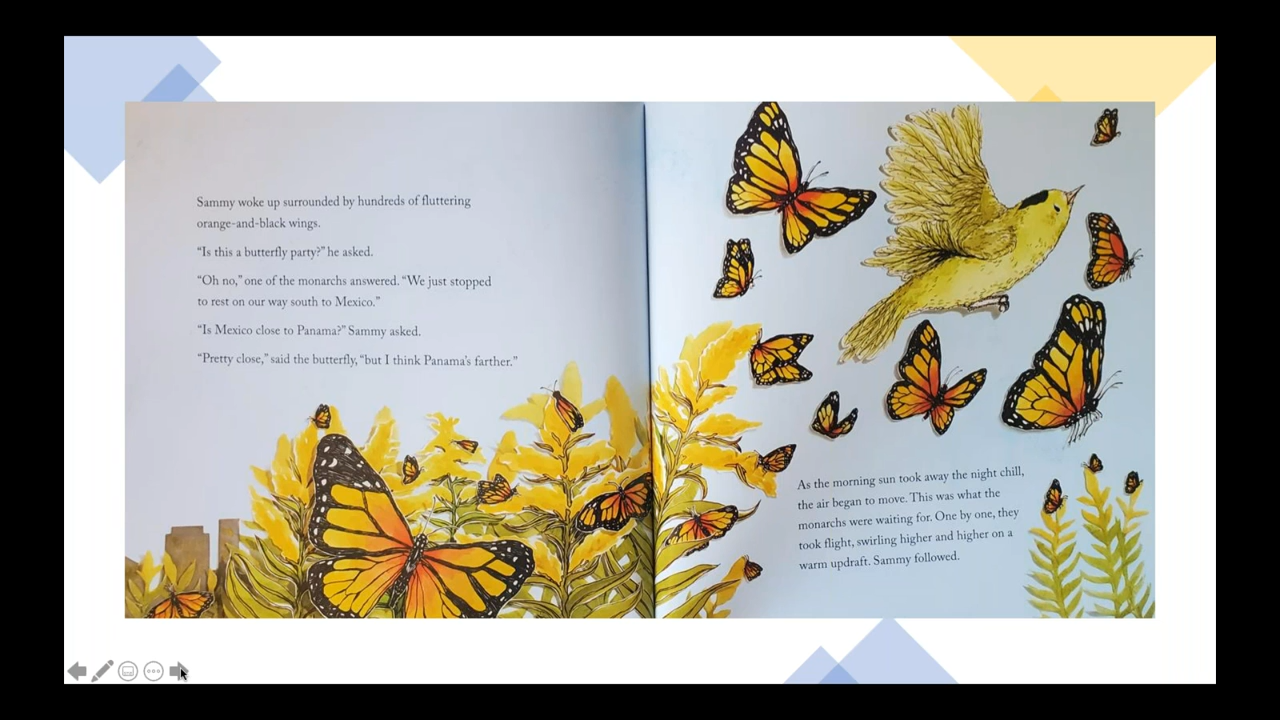 Sammy woke up surrounded by hundreds of fluttering
orange-and-black wings.
“Is this a butterfly party?” he asked.
“Oh no,” one of the monarchs answered. “We just stopped
to rest on our way south to Mexico.”
“Is Mexico close to Panama?” Sammy asked.
“Pretty close,” said the butterfly, “but I think Panama’s farther.”
As the morning sun took away the night chill,
the air began to move. This was what the
monarchs were waiting for. One by one, they
took flight, swirling higher and higher on a
warm updraft. Sammy followed.